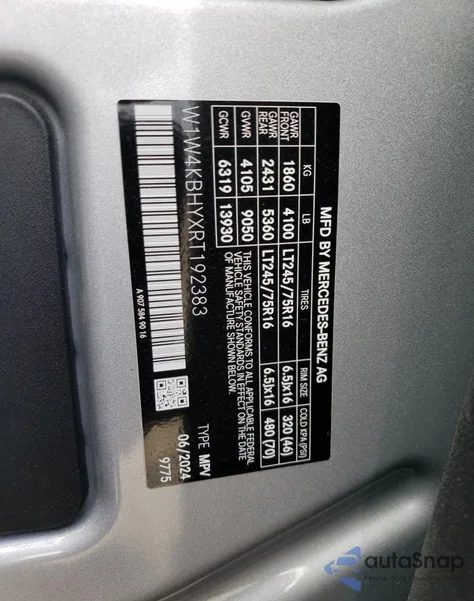 MFD BY MERCEDES-BENZ AG
KG LB TIRES RIM SIZE COLD KPA (PSI)
GAWR FRONT 1860 4100 LT245/75R16 6.5Jx16 320 (46)
GAWR REAR 2431 5360 LT245/75R16 6.5Jx16 480 (70)
GVWR 4105 9050
GCWR 6319 13930
THIS VEHICLE CONFORMS TO ALL APPLICABLE FEDERAL
VEHICLE SAFETY STANDARDS IN EFFECT ON THE DATE
OF MANUFACTURE SHOWN BELOW.
W1W4KBHYXRT192383
06/2024
TYPE MPV
9775
A 907 584 90 16
autoSnap